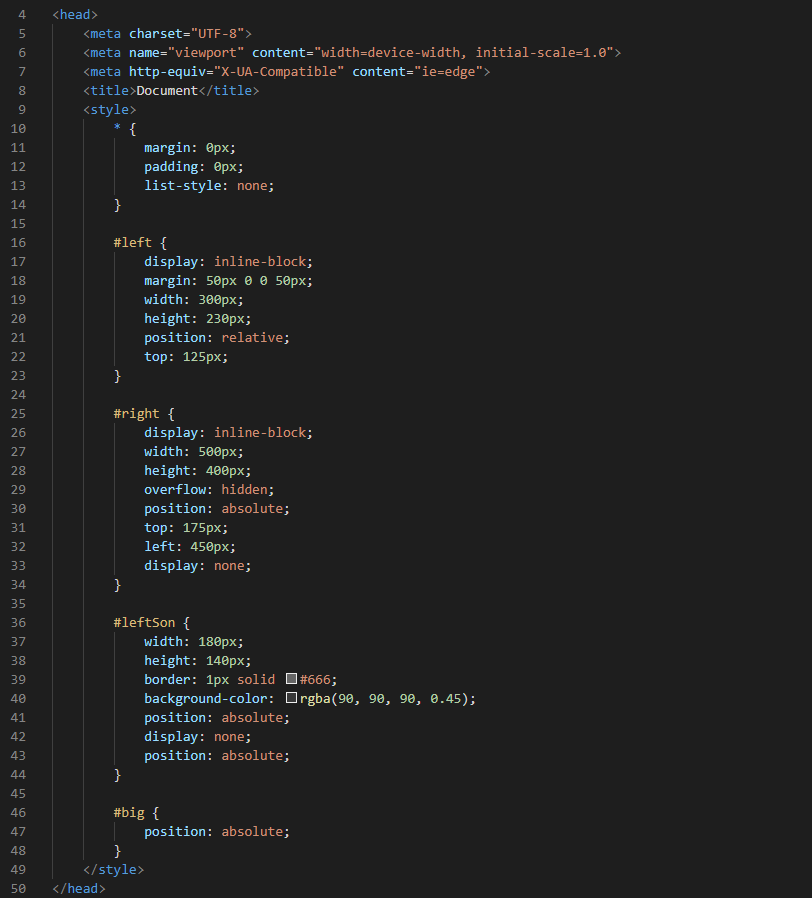 4 <head>
5 <meta charset="UTF-8">
6 <meta name="viewport" content="width=device-width, initial-scale=1.0">
7 <meta http-equiv="X-UA-Compatible" content="ie=edge">
8 <title>Document</title>
9 <style>
10 * {
11 margin: 0px;
12 padding: 0px;
13 list-style: none;
14 }
15
16 #left {
17 display: inline-block;
18 margin: 50px 0 0 50px;
19 width: 300px;
20 height: 230px;
21 position: relative;
22 top: 125px;
23 }
24
25 #right {
26 display: inline-block;
27 width: 500px;
28 height: 400px;
29 overflow: hidden;
30 position: absolute;
31 top: 175px;
32 left: 450px;
33 display: none;
34 }
35
36 #leftSon {
37 width: 180px;
38 height: 140px;
39 border: 1px solid #666;
40 background-color: rgba(90, 90, 90, 0.45);
41 position: absolute;
42 display: none;
43 position: absolute;
44 }
45
46 #big {
47 position: absolute;
48 }
49 </style>
50 </head>